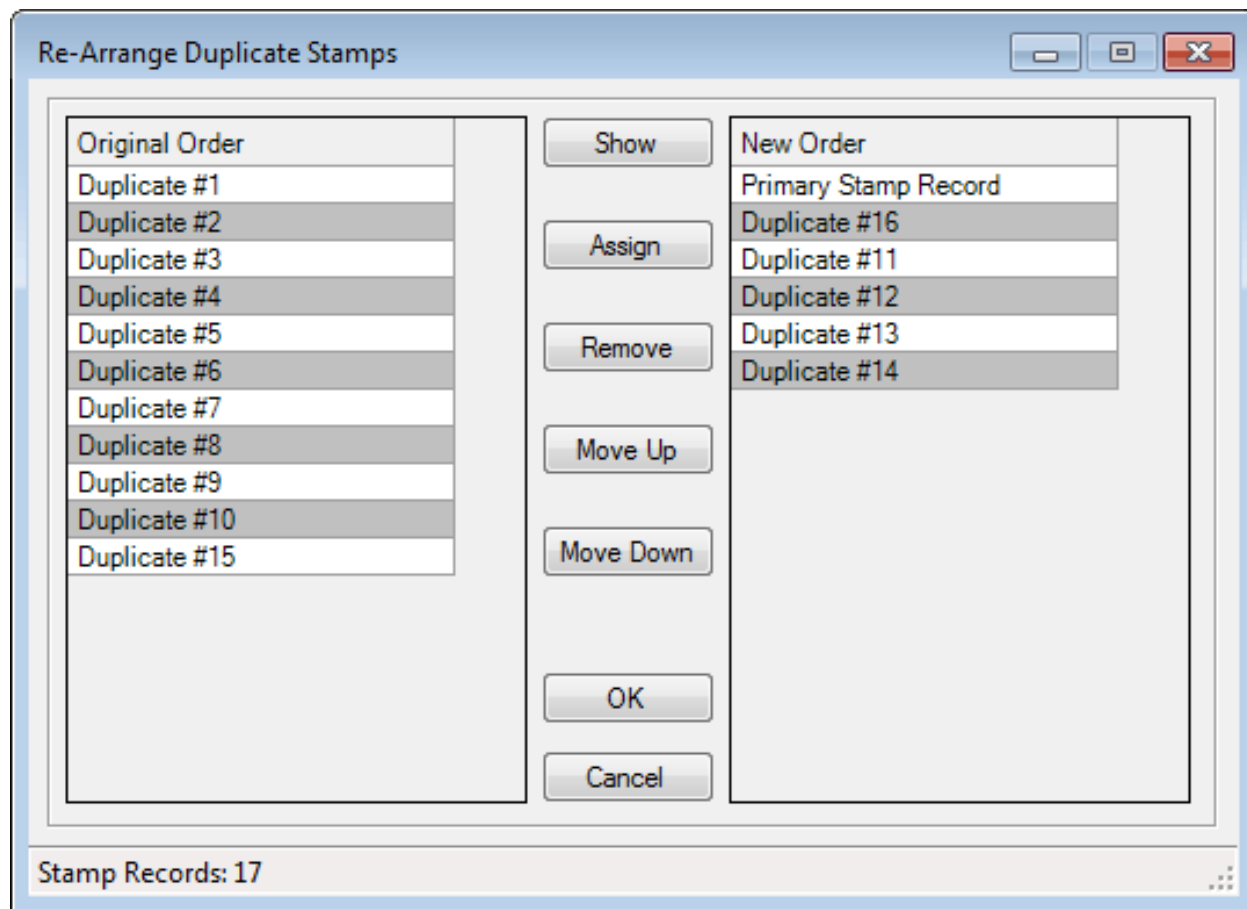 Re-Arrange Duplicate Stamps
Original Order
Duplicate #1
Duplicate #2
Duplicate #3
Duplicate #4
Duplicate #5
Duplicate #6
Duplicate #7
Duplicate #8
Duplicate #9
Duplicate #10
Duplicate #15
Show
Assign
Remove
Move Up
Move Down
OK
Cancel
New Order
Primary Stamp Record
Duplicate #16
Duplicate #11
Duplicate #12
Duplicate #13
Duplicate #14
Stamp Records: 17